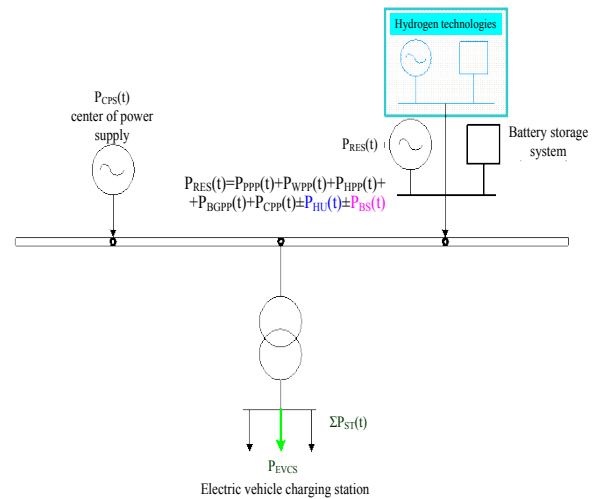 Hydrogen technologies
P_CPS(t)
center of power
supply
P_RES(t)
Battery storage
system
P_RES(t)=P_PPP(t)+P_WPP(t)+P_HPP(t)+
+P_BGPP(t)+P_CPP(t)±P_HU(t)±P_BS(t)
ΣP_ST(t)
P_EVCS
Electric vehicle charging station